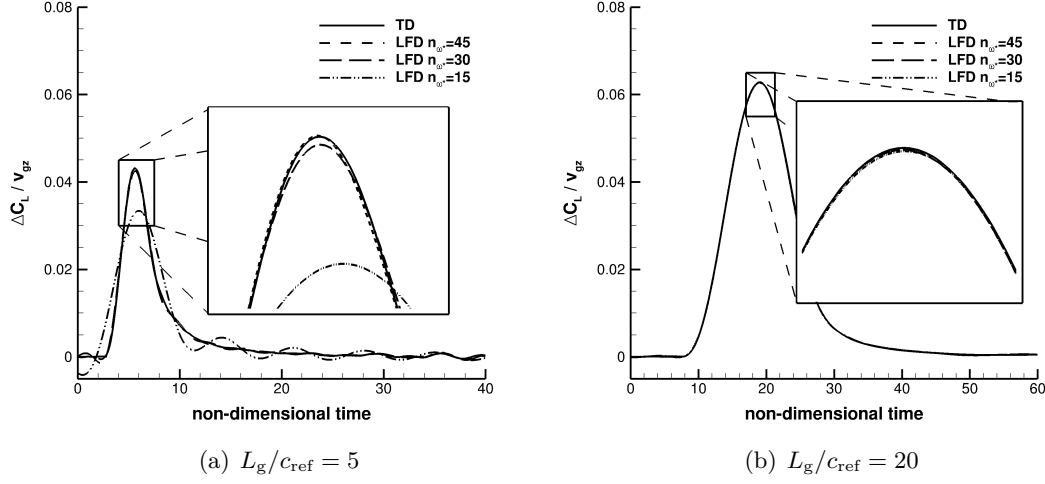 0.08
0.06
0.04
0.02
0
ΔC_L / v_gz
TD
LFD n_ω*=45
LFD n_ω*=30
LFD n_ω*=15
0 10 20 30 40
non-dimensional time
(a) L_g/c_ref = 5
0.08
0.06
0.04
0.02
0
ΔC_L / v_gz
TD
LFD n_ω*=45
LFD n_ω*=30
LFD n_ω*=15
0 10 20 30 40 50 60
non-dimensional time
(b) L_g/c_ref = 20